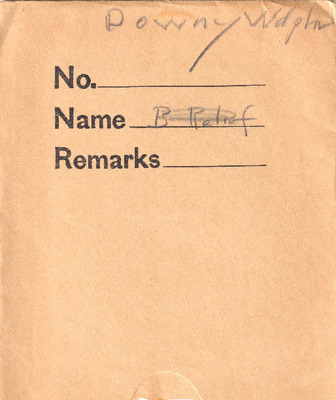 Downy Wdpkr
No.
Name B-Relief
Remarks